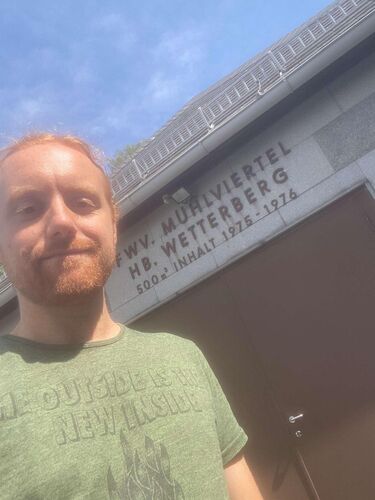 FWV. MÜHLVIERTEL
HB. WETTERBERG
500m³ INHALT 1975-1976
THE OUTSIDE IS THE
NEW INSIDE